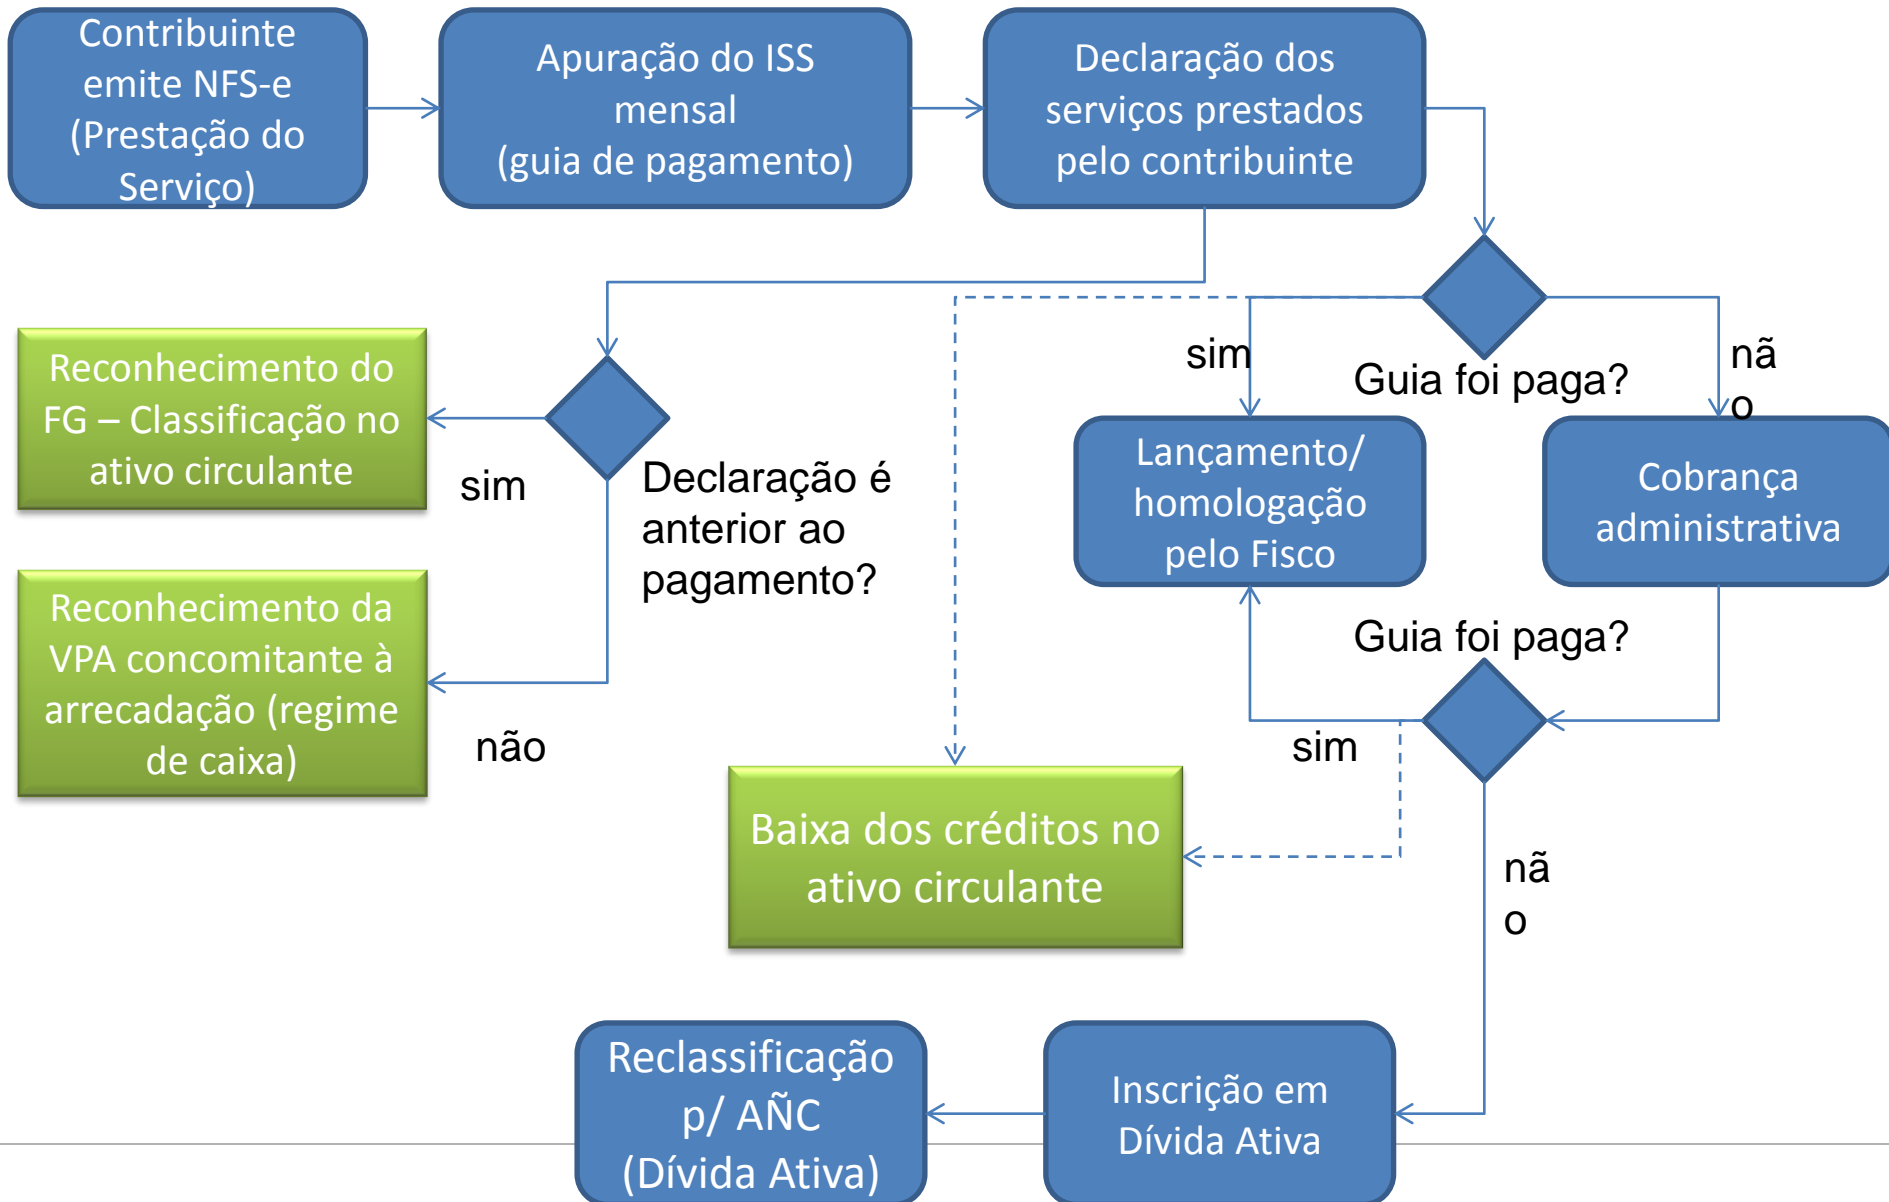 Contribuinte
emite NFS-e
(Prestação do
Serviço)
Apuração do ISS
mensal
(guia de pagamento)
Declaração dos
serviços prestados
pelo contribuinte
sim
Guia foi paga?
nã
o
Reconhecimento do
FG – Classificação no
ativo circulante
sim
Declaração é
anterior ao
pagamento?
Lançamento/
homologação
pelo Fisco
Cobrança
administrativa
Reconhecimento da
VPA concomitante à
arrecadação (regime
de caixa)
não
Guia foi paga?
sim
Baixa dos créditos no
ativo circulante
nã
o
Reclassificação
p/ AÑC
(Dívida Ativa)
Inscrição em
Dívida Ativa